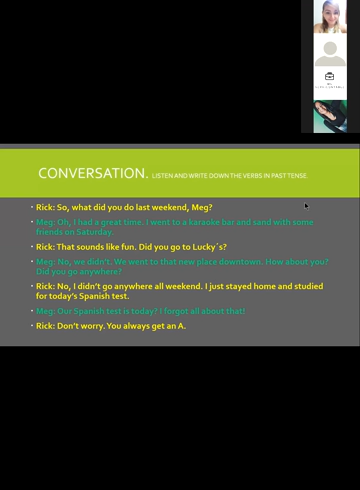 CONVERSATION. LISTEN AND WRITE DOWN THE VERBS IN PAST TENSE.
• Rick: So, what did you do last weekend, Meg?
• Meg: Oh, I had a great time. I went to a karaoke bar and sand with some
friends on Saturday.
• Rick: That sounds like fun. Did you go to Lucky´s?
• Meg: No, we didn't. We went to that new place downtown. How about you?
Did you go anywhere?
• Rick: No, I didn't go anywhere all weekend. I just stayed home and studied
for today's Spanish test.
• Meg: Our Spanish test is today? I forgot all about that!
• Rick: Don't worry. You always get an A.